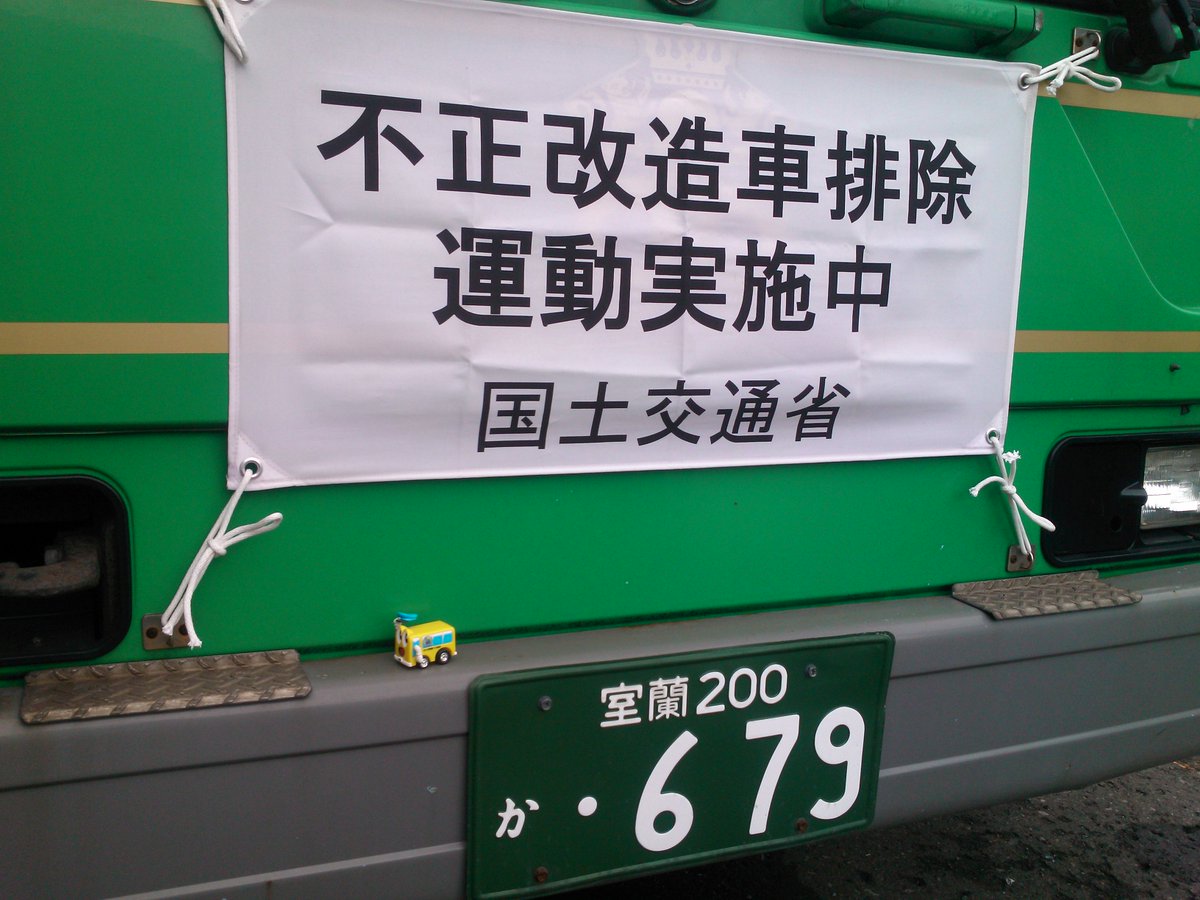 不正改造車排除
運動実施中
国土交通省
室蘭200
か ・679